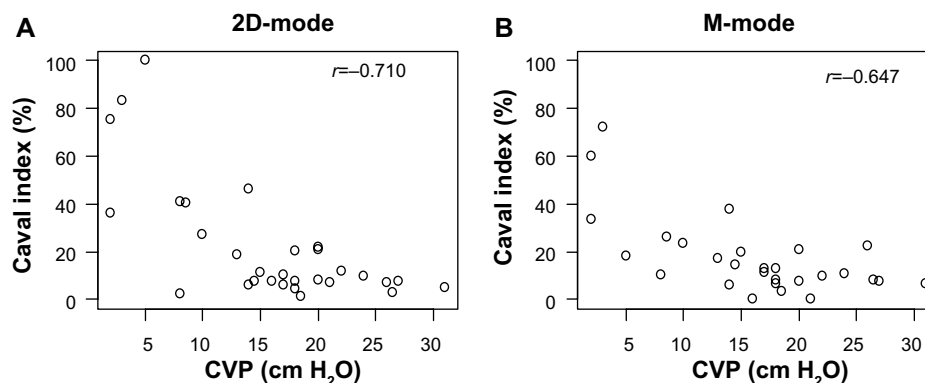 A
2D-mode
r=–0.710
Caval index (%)
100
80
60
40
20
0
5 10 15 20 25 30
CVP (cm H₂O)
B
M-mode
r=–0.647
Caval index (%)
100
80
60
40
20
0
5 10 15 20 25 30
CVP (cm H₂O)